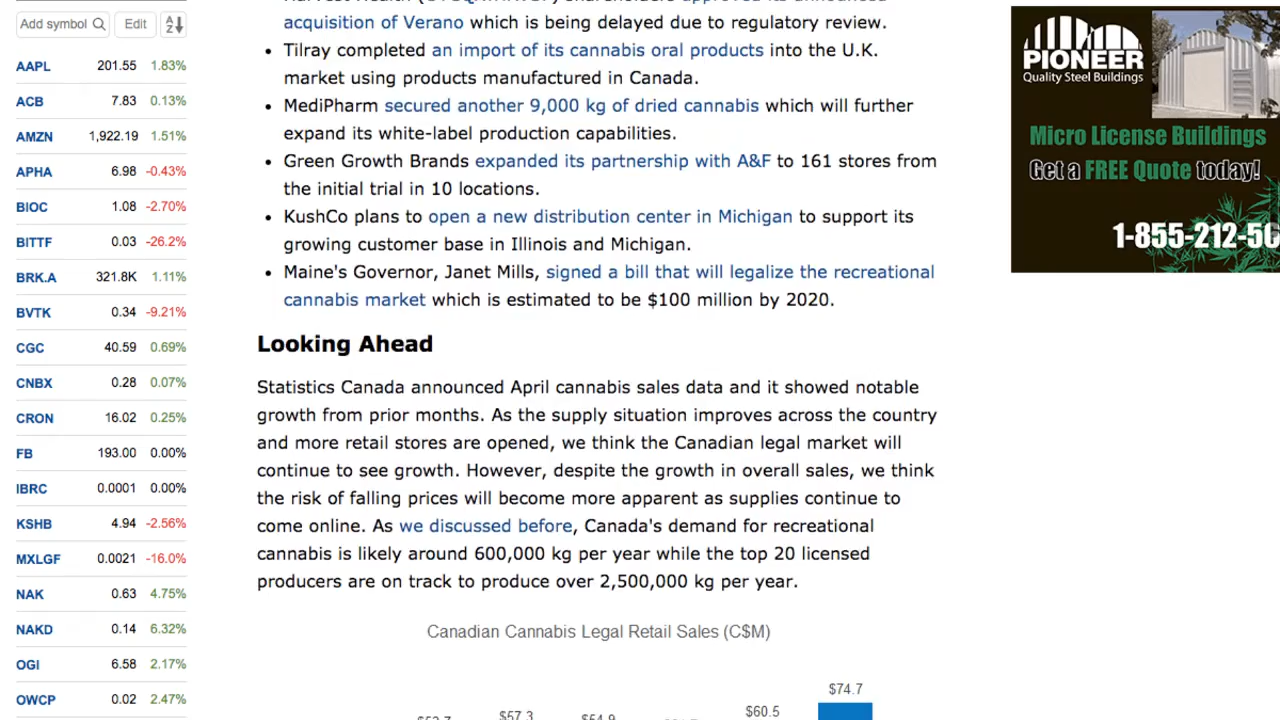 Add symbol
Edit
A Z
AAPL 201.55 1.83%
ACB 7.83 0.13%
AMZN 1,922.19 1.51%
APHA 6.98 -0.43%
BIOC 1.08 -2.70%
BITTF 0.03 -26.2%
BRK.A 321.8K 1.11%
BVTK 0.34 -9.21%
CGC 40.59 0.69%
CNBX 0.28 0.07%
CRON 16.02 0.25%
FB 193.00 0.00%
IBRC 0.0001 0.00%
KSHB 4.94 -2.56%
MXLGF 0.0021 -16.0%
NAK 0.63 4.75%
NAKD 0.14 6.32%
OGI 6.58 2.17%
OWCP 0.02 2.47%
acquisition of Verano which is being delayed due to regulatory review.
• Tilray completed an import of its cannabis oral products into the U.K.
market using products manufactured in Canada.
• MediPharm secured another 9,000 kg of dried cannabis which will further
expand its white-label production capabilities.
• Green Growth Brands expanded its partnership with A&F to 161 stores from
the initial trial in 10 locations.
• KushCo plans to open a new distribution center in Michigan to support its
growing customer base in Illinois and Michigan.
• Maine's Governor, Janet Mills, signed a bill that will legalize the recreational
cannabis market which is estimated to be $100 million by 2020.
Looking Ahead
Statistics Canada announced April cannabis sales data and it showed notable
growth from prior months. As the supply situation improves across the country
and more retail stores are opened, we think the Canadian legal market will
continue to see growth. However, despite the growth in overall sales, we think
the risk of falling prices will become more apparent as supplies continue to
come online. As we discussed before, Canada's demand for recreational
cannabis is likely around 600,000 kg per year while the top 20 licensed
producers are on track to produce over 2,500,000 kg per year.
Canadian Cannabis Legal Retail Sales (C$M)
$57.3
$54.9
$60.5
$74.7
PIONEER
Quality Steel Buildings
Micro License Buildings
Get a FREE Quote today!
1-855-212-50